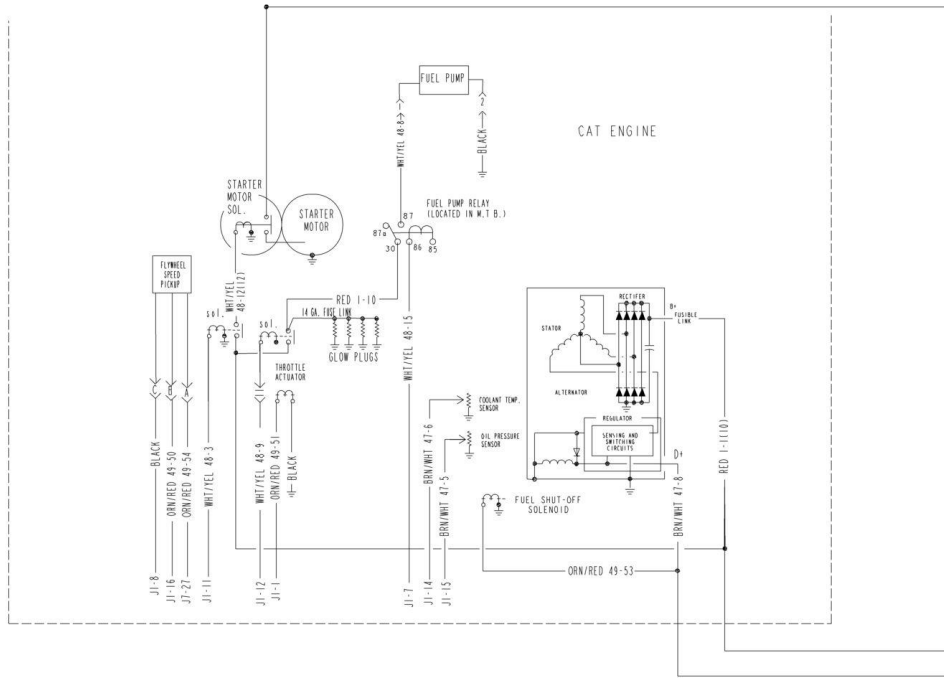 FUEL PUMP
1
2
WHT/YEL 48-8
BLACK
CAT ENGINE
STARTER
MOTOR
SOL.
STARTER
MOTOR
FUEL PUMP RELAY
(LOCATED IN M.T B.)
87
87a
30
86
85
FLYWHEEL
SPEED
PICKUP
WHT/YEL
48-12(12)
RED 1-10
14 GA. FUSE LINK
sol.
sol.
GLOW PLUGS
WHT/YEL 48-15
THROTTLE
ACTUATOR
RECTIFER
B+
FUSIBLE
LINK
STATOR
ALTERNATOR
REGULATOR
SENSING AND
SWITCHING
CIRCUITS
D+
COOLANT TEMP.
SENSOR
OIL PRESSURE
SENSOR
FUEL SHUT-OFF
SOLENOID
C
B
A
BLACK
ORN/RED 49-50
ORN/RED 49-54
WHT/YEL 48-3
WHT/YEL 48-9
ORN/RED 49-51
BLACK
BRN/WHT 47-6
BRN/WHT 47-5
BRN/WHT 47-8
RED 1-1(10)
ORN/RED 49-53
J1-8
J1-16
J7-27
J1-11
J1-12
J1-1
J1-7
J1-14
J1-15